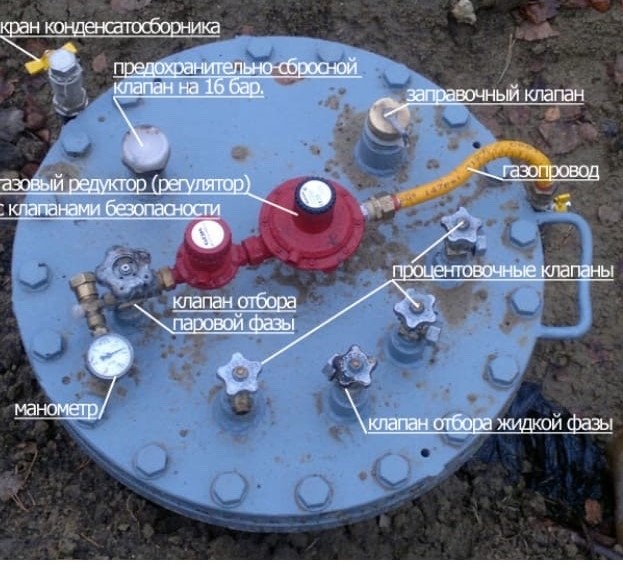 кран конденсатосборника
предохранительно-сбросной
клапан на 16 бар.
заправочный клапан
газопровод
газовый редуктор (регулятор)
с клапанами безопасности
процентовочные клапаны
клапан отбора
паровой фазы
манометр
клапан отбора жидкой фазы